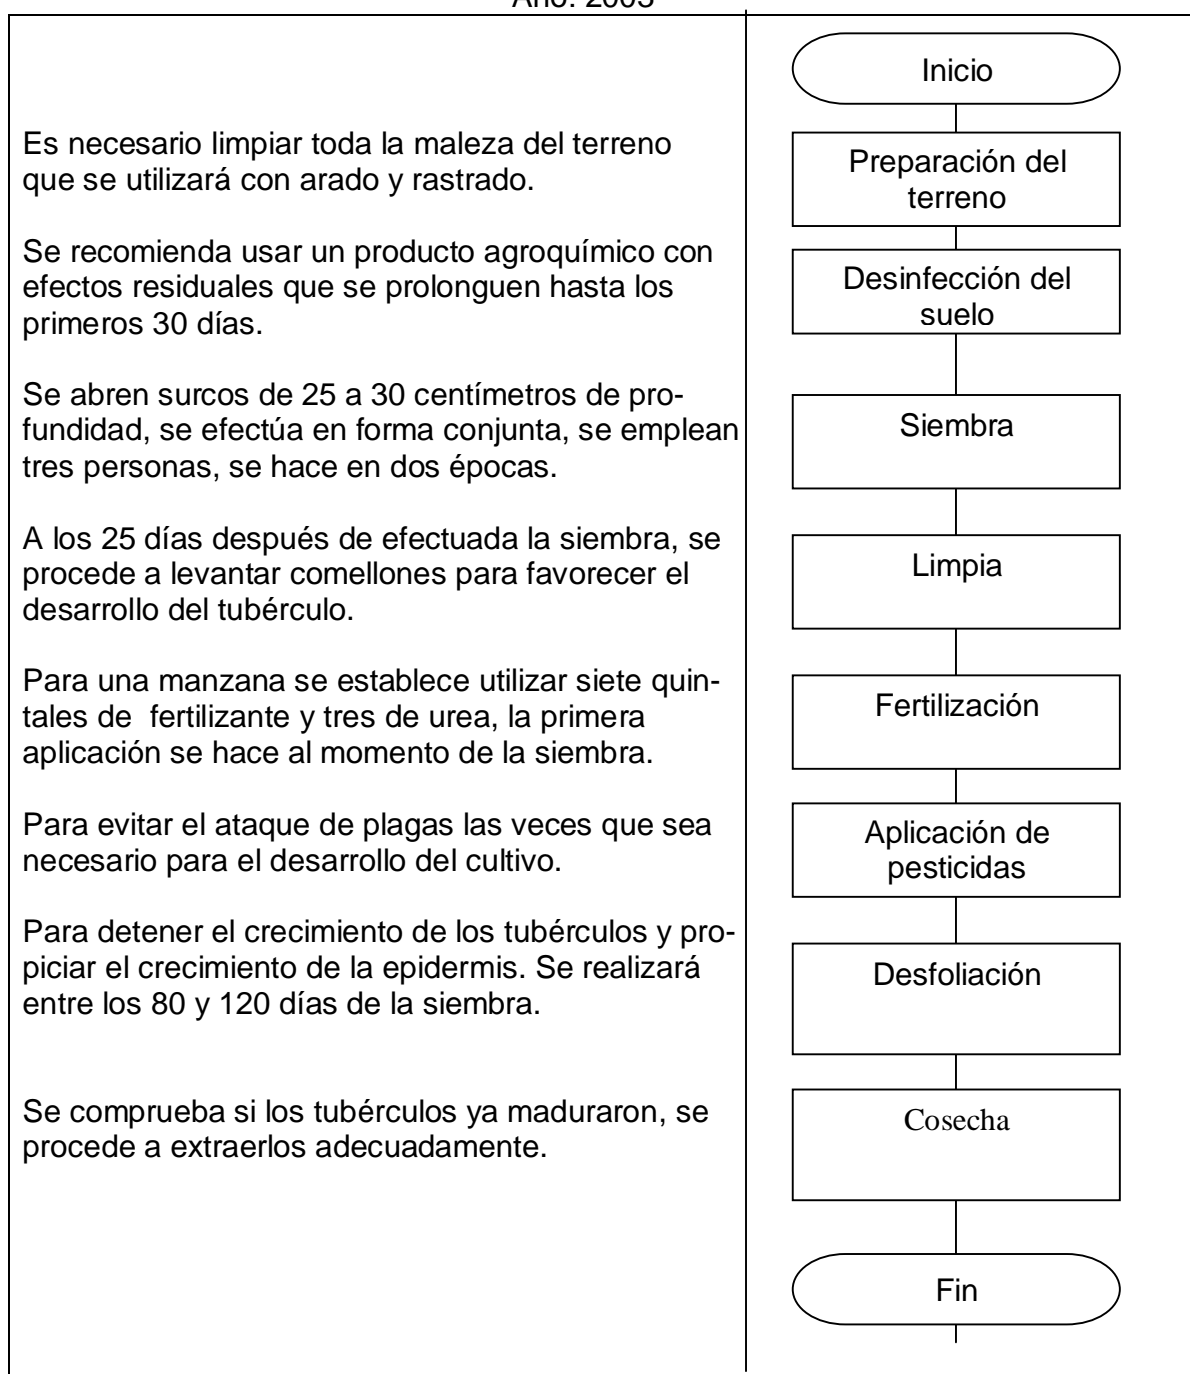 Año: 2003
Inicio
Es necesario limpiar toda la maleza del terreno
que se utilizará con arado y rastrado.
Preparación del
terreno
Se recomienda usar un producto agroquímico con
efectos residuales que se prolonguen hasta los
primeros 30 días.
Desinfección del
suelo
Se abren surcos de 25 a 30 centímetros de pro-
fundidad, se efectúa en forma conjunta, se emplean
tres personas, se hace en dos épocas.
Siembra
A los 25 días después de efectuada la siembra, se
procede a levantar comellones para favorecer el
desarrollo del tubérculo.
Limpia
Para una manzana se establece utilizar siete quin-
tales de  fertilizante y tres de urea, la primera
aplicación se hace al momento de la siembra.
Fertilización
Para evitar el ataque de plagas las veces que sea
necesario para el desarrollo del cultivo.
Aplicación de
pesticidas
Para detener el crecimiento de los tubérculos y pro-
piciar el crecimiento de la epidermis. Se realizará
entre los 80 y 120 días de la siembra.
Desfoliación
Se comprueba si los tubérculos ya maduraron, se
procede a extraerlos adecuadamente.
Cosecha
Fin